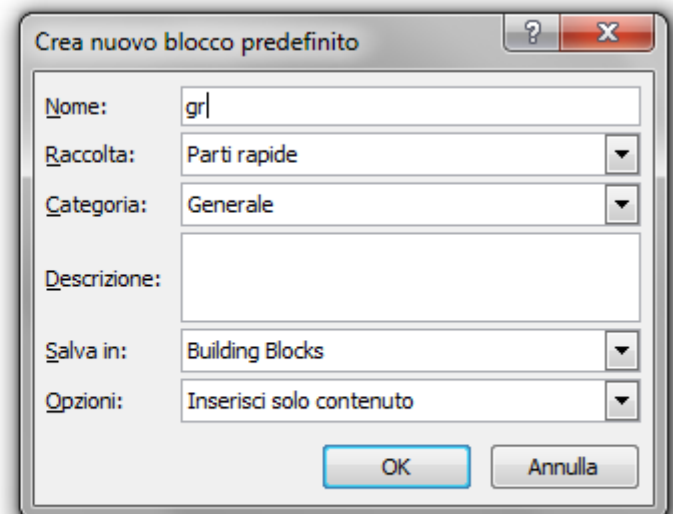 Crea nuovo blocco predefinito
Nome: gr
Raccolta: Parti rapide
Categoria: Generale
Descrizione:
Salva in: Building Blocks
Opzioni: Inserisci solo contenuto
OK Annulla